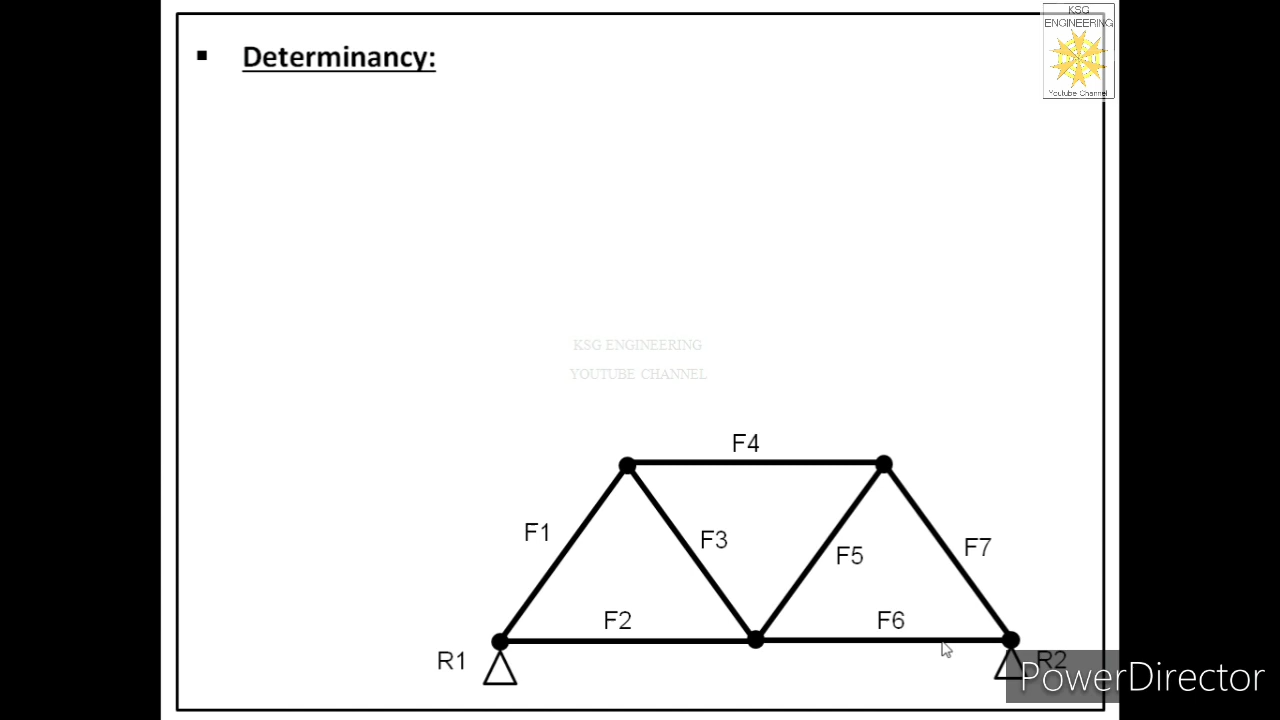 KSG
ENGINEERING
Youtube Channel
▪ Determinancy:
KSG ENGINEERING
YOUTUBE CHANNEL
F4
F1
F3
F5
F7
F2
F6
R1
R2
PowerDirector